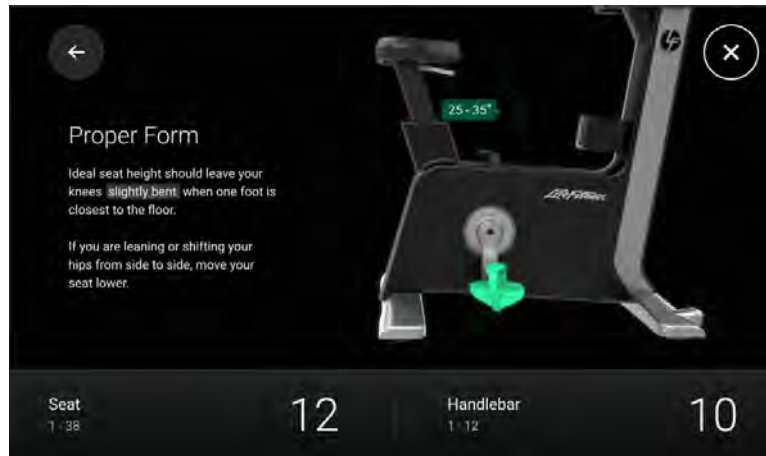 Proper Form
Ideal seat height should leave your
knees slightly bent when one foot is
closest to the floor.
If you are leaning or shifting your
hips from side to side, move your
seat lower.
25 - 35°
LifeFitness
Seat
1 - 38
12
Handlebar
1 - 12
10